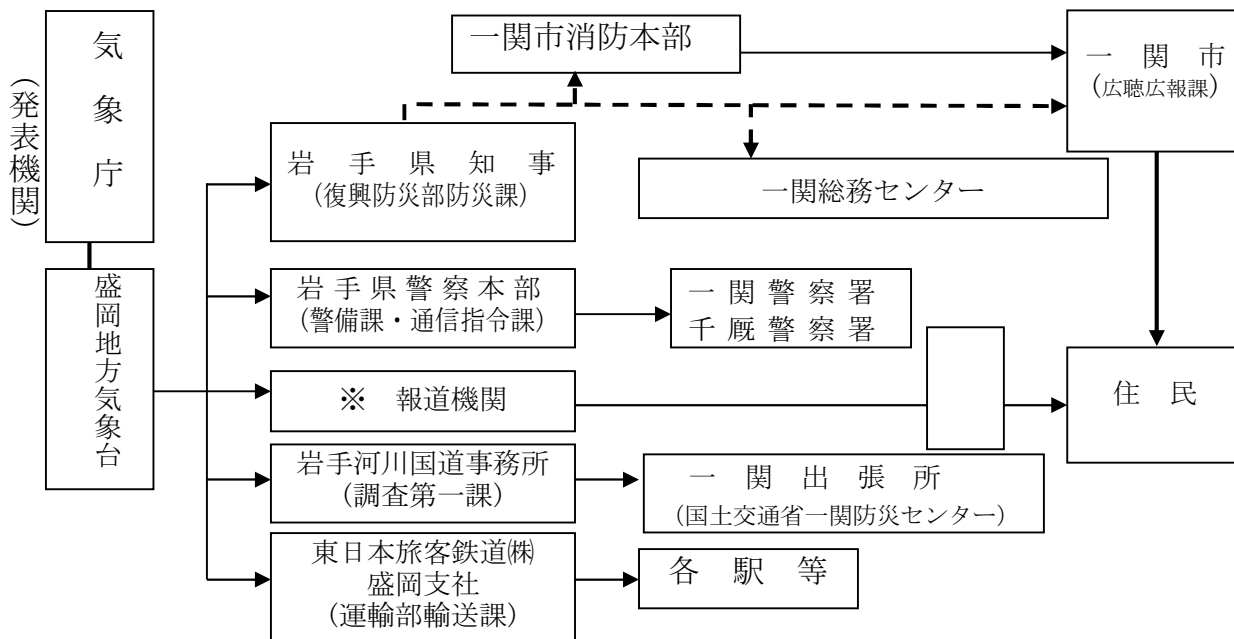 (発表機関)
気象庁
盛岡地方気象台
一関市消防本部
一関市
(広聴広報課)
岩手県知事
(復興防災部防災課)
一関総務センター
岩手県警察本部
(警備課・通信指令課)
一関警察署
千厩警察署
※ 報道機関
住民
岩手河川国道事務所
(調査第一課)
一関出張所
(国土交通省一関防災センター)
東日本旅客鉄道㈱
盛岡支社
(運輸部輸送課)
各駅等